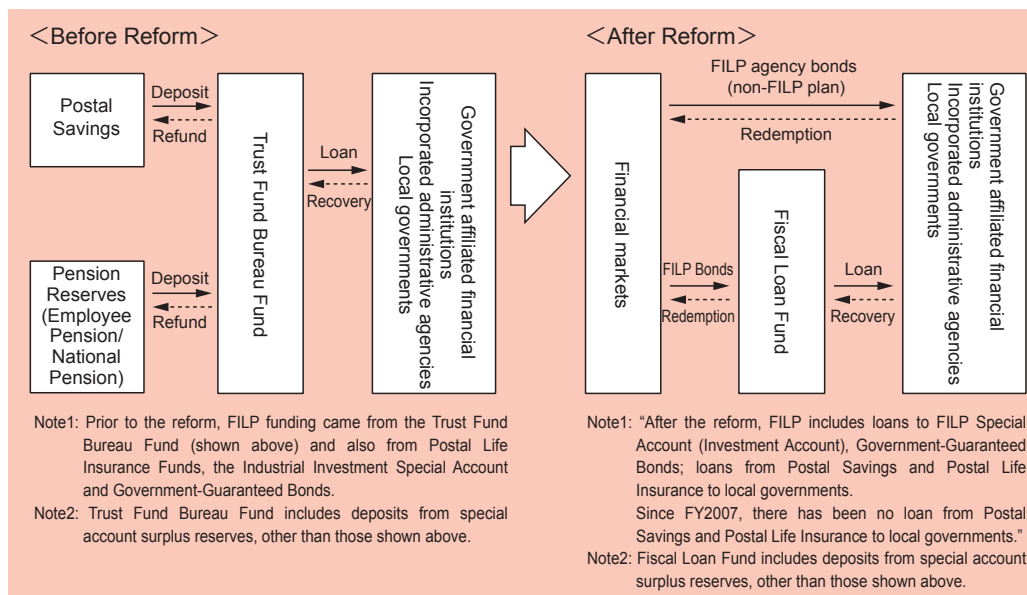 <Before Reform>
Postal
Savings
Deposit
Refund
Pension
Reserves
(Employee
Pension/
National
Pension)
Deposit
Refund
Trust Fund Bureau Fund
Loan
Recovery
Government affiliated financial
institutions
Incorporated administrative agencies
Local governments
Note1: Prior to the reform, FILP funding came from the Trust Fund
Bureau Fund (shown above) and also from Postal Life
Insurance Funds, the Industrial Investment Special Account
and Government-Guaranteed Bonds.
Note2: Trust Fund Bureau Fund includes deposits from special
account surplus reserves, other than those shown above.
<After Reform>
FILP agency bonds
(non-FILP plan)
Redemption
Financial markets
FILP Bonds
Redemption
Fiscal Loan Fund
Loan
Recovery
Government affiliated financial
institutions
Incorporated administrative agencies
Local governments
Note1: “After the reform, FILP includes loans to FILP Special
Account (Investment Account), Government-Guaranteed
Bonds; loans from Postal Savings and Postal Life
Insurance to local governments.
Since FY2007, there has been no loan from Postal
Savings and Postal Life Insurance to local governments.”
Note2: Fiscal Loan Fund includes deposits from special account
surplus reserves, other than those shown above.